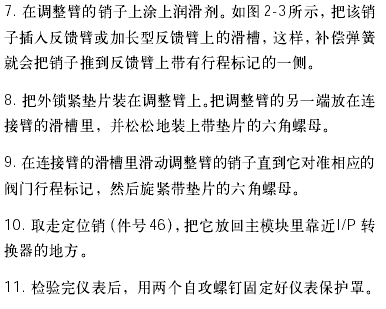 7. 在调整臂的销子上涂上润滑剂。如图2-3所示，把该销
子插入反馈臂或加长型反馈臂上的滑槽，这样，补偿弹簧
就会把销子推到反馈臂上带有行程标记的一侧。
8. 把外锁紧垫片装在调整臂上。把调整臂的另一端放在连
接臂的滑槽里，并松松地装上带垫片的六角螺母。
9. 在连接臂的滑槽里滑动调整臂的销子直到它对准相应的
阀门行程标记，然后旋紧带垫片的六角螺母。
10. 取走定位销（件号46），把它放回主模块里靠近I/P 转
换器的地方。
11. 检验完仪表后，用两个自攻螺钉固定好仪表保护罩。